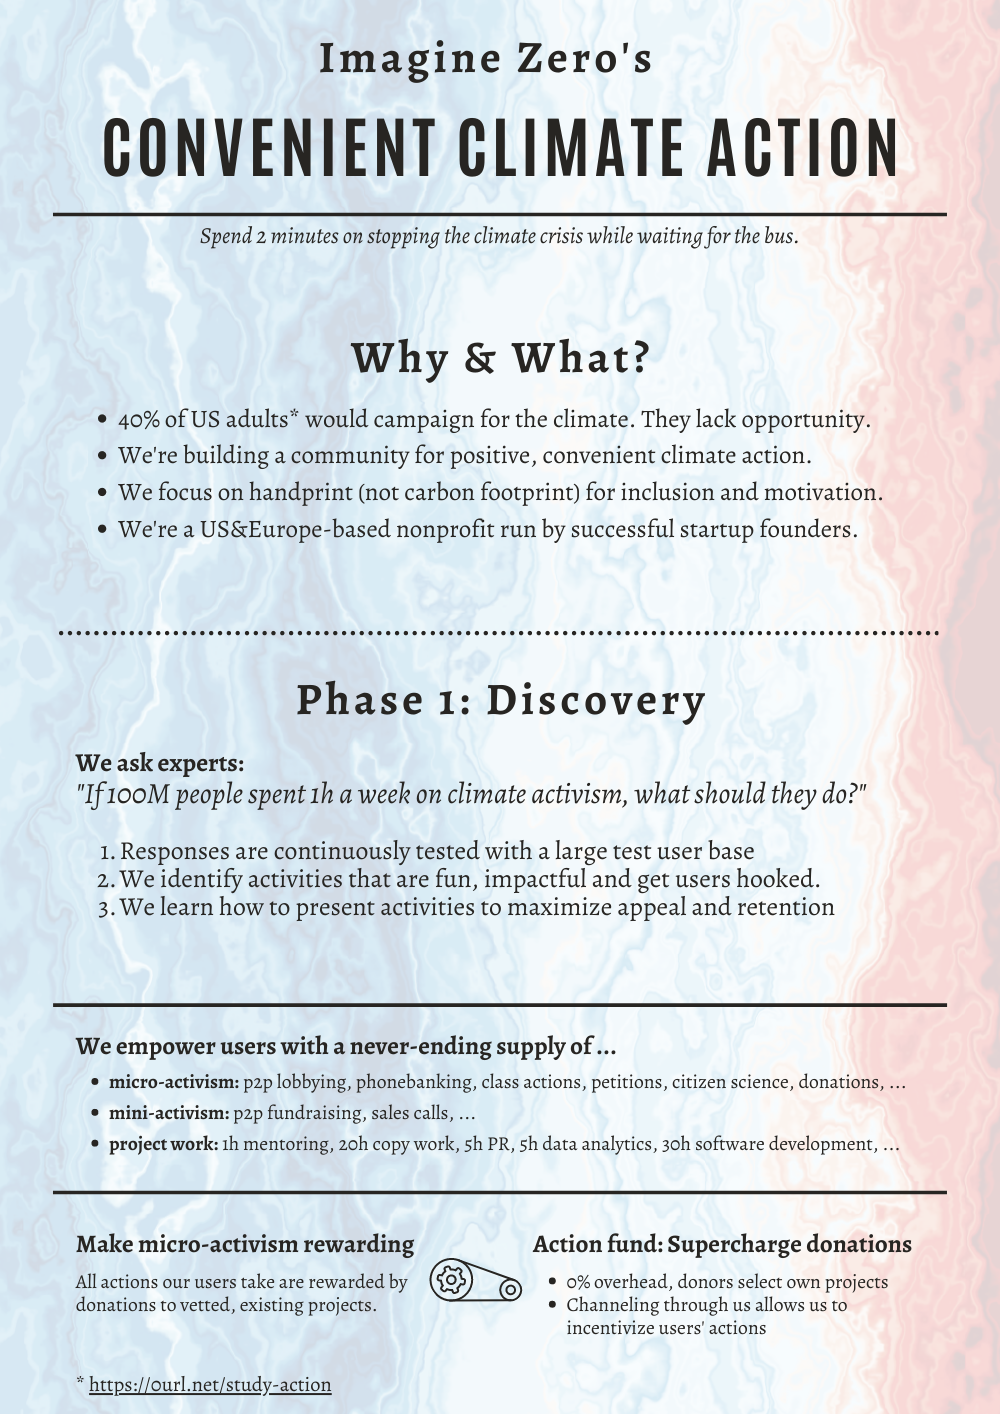 Imagine Zero's
CONVENIENT CLIMATE ACTION
Spend 2 minutes on stopping the climate crisis while waiting for the bus.
Why & What?
• 40% of US adults* would campaign for the climate. They lack opportunity.
• We're building a community for positive, convenient climate action.
• We focus on handprint (not carbon footprint) for inclusion and motivation.
• We're a US&Europe-based nonprofit run by successful startup founders.
Phase 1: Discovery
We ask experts:
"If 100M people spent 1h a week on climate activism, what should they do?"
1. Responses are continuously tested with a large test user base
2. We identify activities that are fun, impactful and get users hooked.
3. We learn how to present activities to maximize appeal and retention
We empower users with a never-ending supply of ...
• micro-activism: p2p lobbying, phonebanking, class actions, petitions, citizen science, donations, ...
• mini-activism: p2p fundraising, sales calls, ...
• project work: 1h mentoring, 20h copy work, 5h PR, 5h data analytics, 30h software development, ...
Make micro-activism rewarding
All actions our users take are rewarded by
donations to vetted, existing projects.
Action fund: Supercharge donations
• 0% overhead, donors select own projects
• Channeling through us allows us to
incentivize users' actions
* https://0url.net/study-action